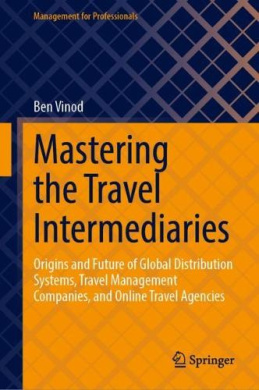 Management for Professionals
Ben Vinod
Mastering
the Travel
Intermediaries
Origins and Future of Global Distribution
Systems, Travel Management
Companies, and Online Travel Agencies
Springer